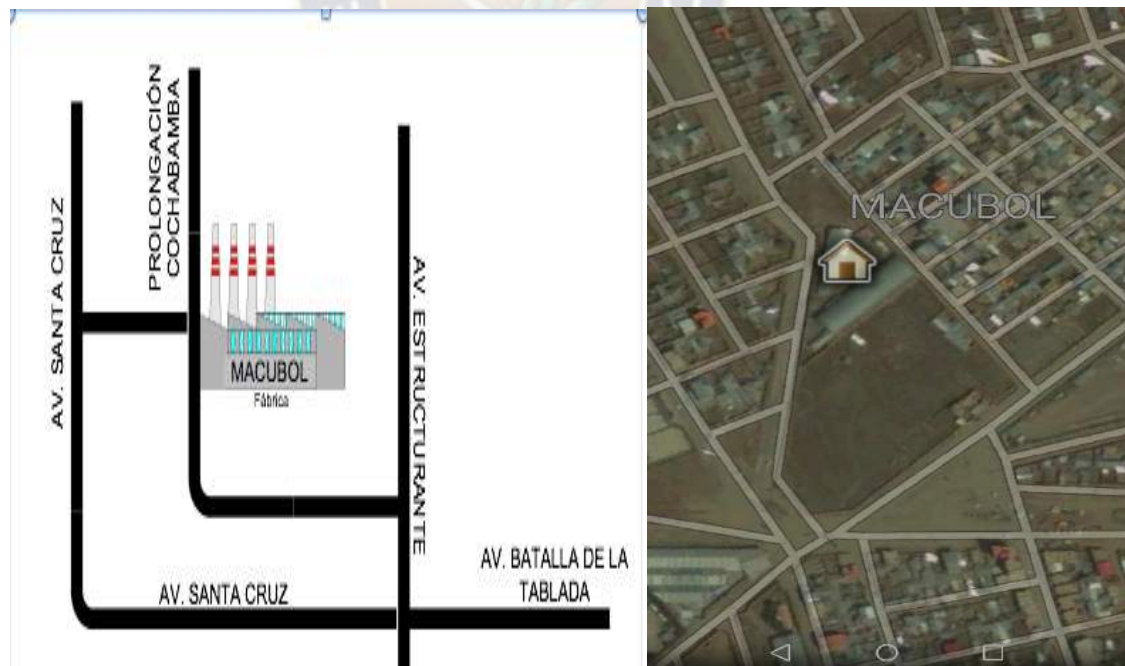 PROLONGACIÓN
COCHABAMBA
AV. SANTA CRUZ
MACUBOL
Fábrica
AV. ESTRUCTURANTE
AV. SANTA CRUZ
AV. BATALLA DE LA
TABLADA
MACUBOL